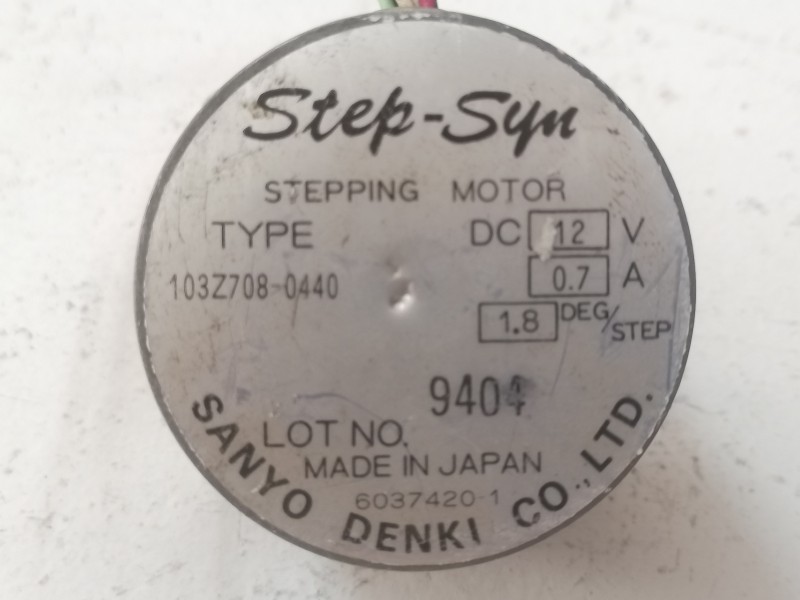 Step-Syn
STEPPING MOTOR
TYPE DC 12 V
103Z708-0440 0.7 A
1.8 DEG/STEP
9404
LOT NO.
MADE IN JAPAN
6037420-1
SANYO DENKI CO., LTD.